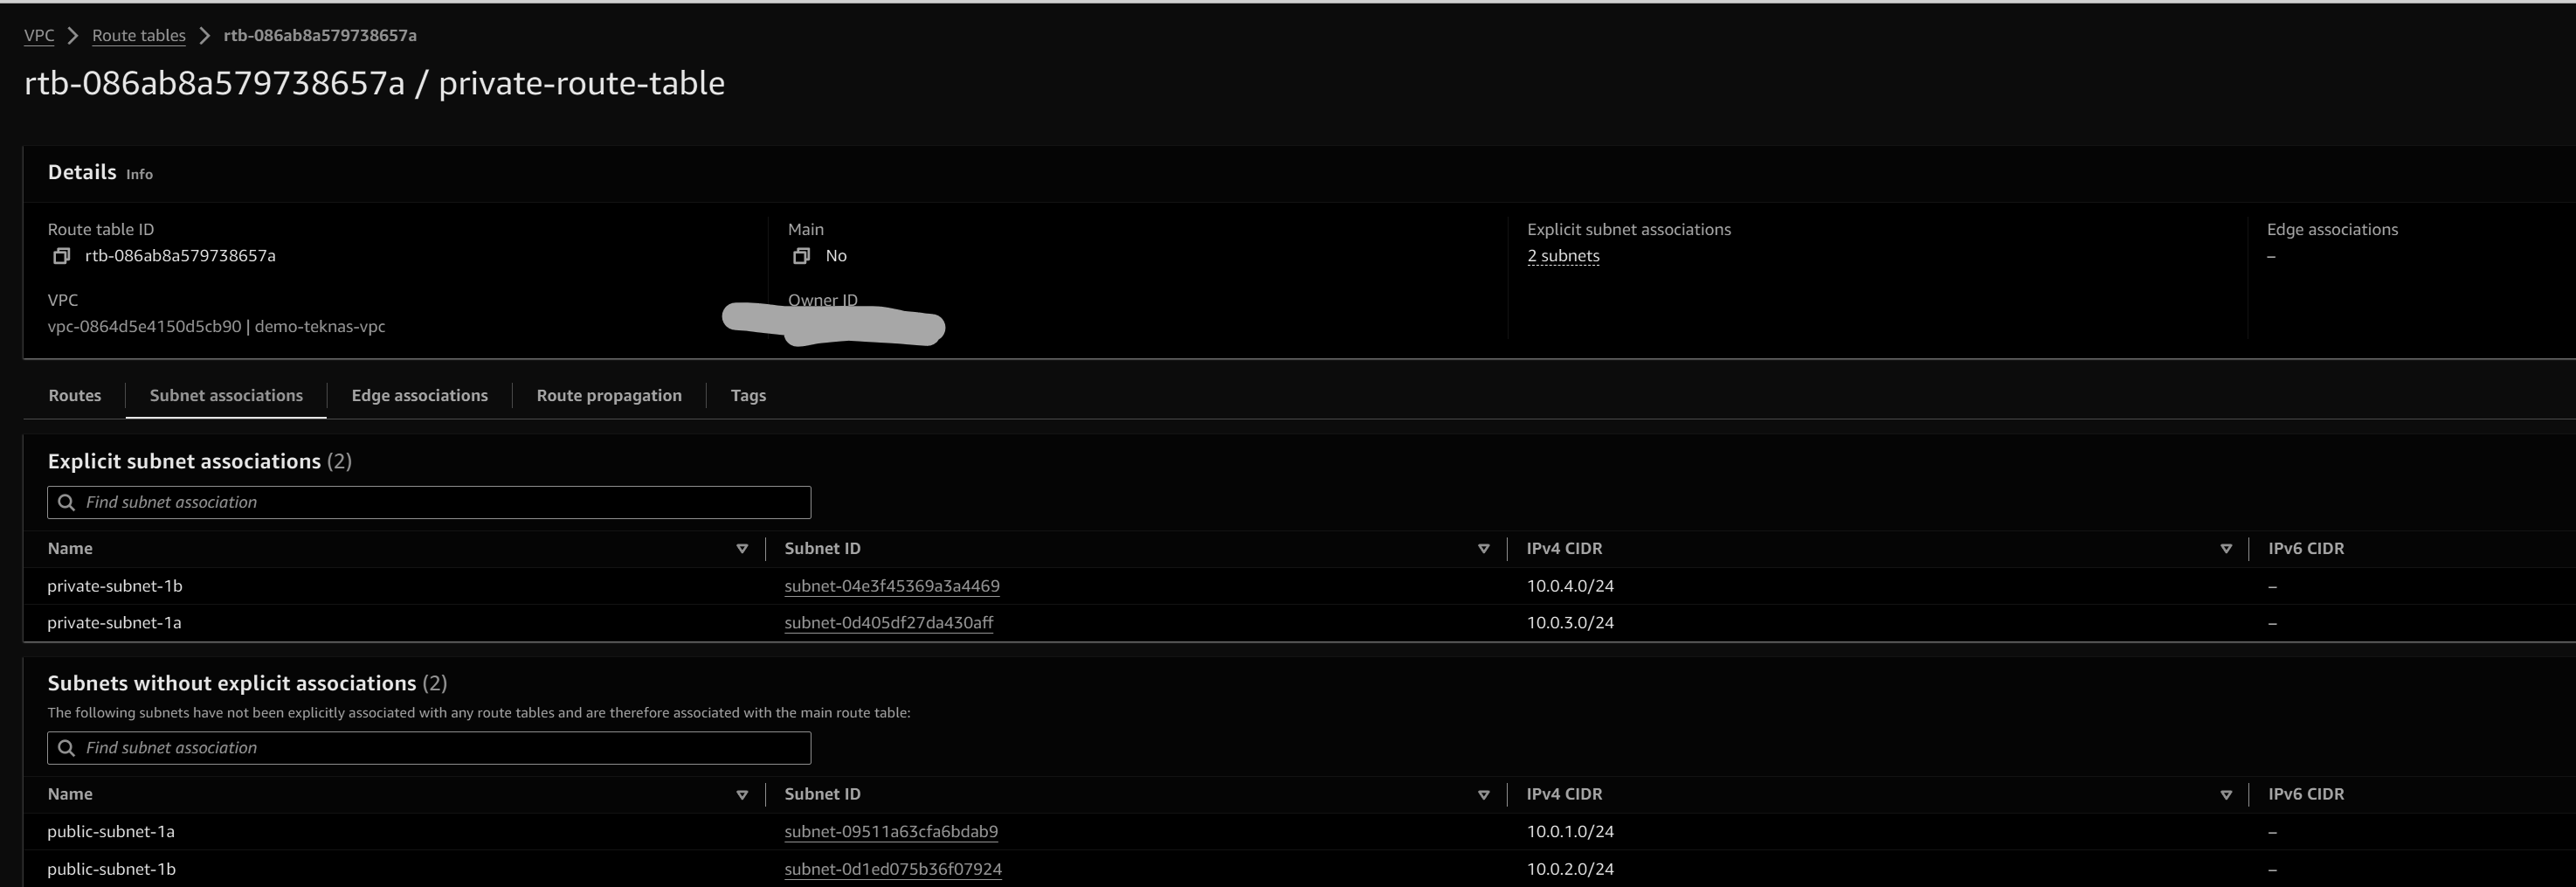 VPC > Route tables > rtb-086ab8a579738657a
rtb-086ab8a579738657a / private-route-table
Details Info
Route table ID
rtb-086ab8a579738657a
Main
No
Explicit subnet associations
2 subnets
Edge associations
–
VPC
vpc-0864d5e4150d5cb90 | demo-teknas-vpc
Owner ID
Routes Subnet associations Edge associations Route propagation Tags
Explicit subnet associations (2)
Find subnet association
Name Subnet ID IPv4 CIDR IPv6 CIDR
private-subnet-1b subnet-04e3f45369a3a4469 10.0.4.0/24 –
private-subnet-1a subnet-0d405df27da430aff 10.0.3.0/24 –
Subnets without explicit associations (2)
The following subnets have not been explicitly associated with any route tables and are therefore associated with the main route table:
Find subnet association
Name Subnet ID IPv4 CIDR IPv6 CIDR
public-subnet-1a subnet-09511a63cfa6bdab9 10.0.1.0/24 –
public-subnet-1b subnet-0d1ed075b36f07924 10.0.2.0/24 –